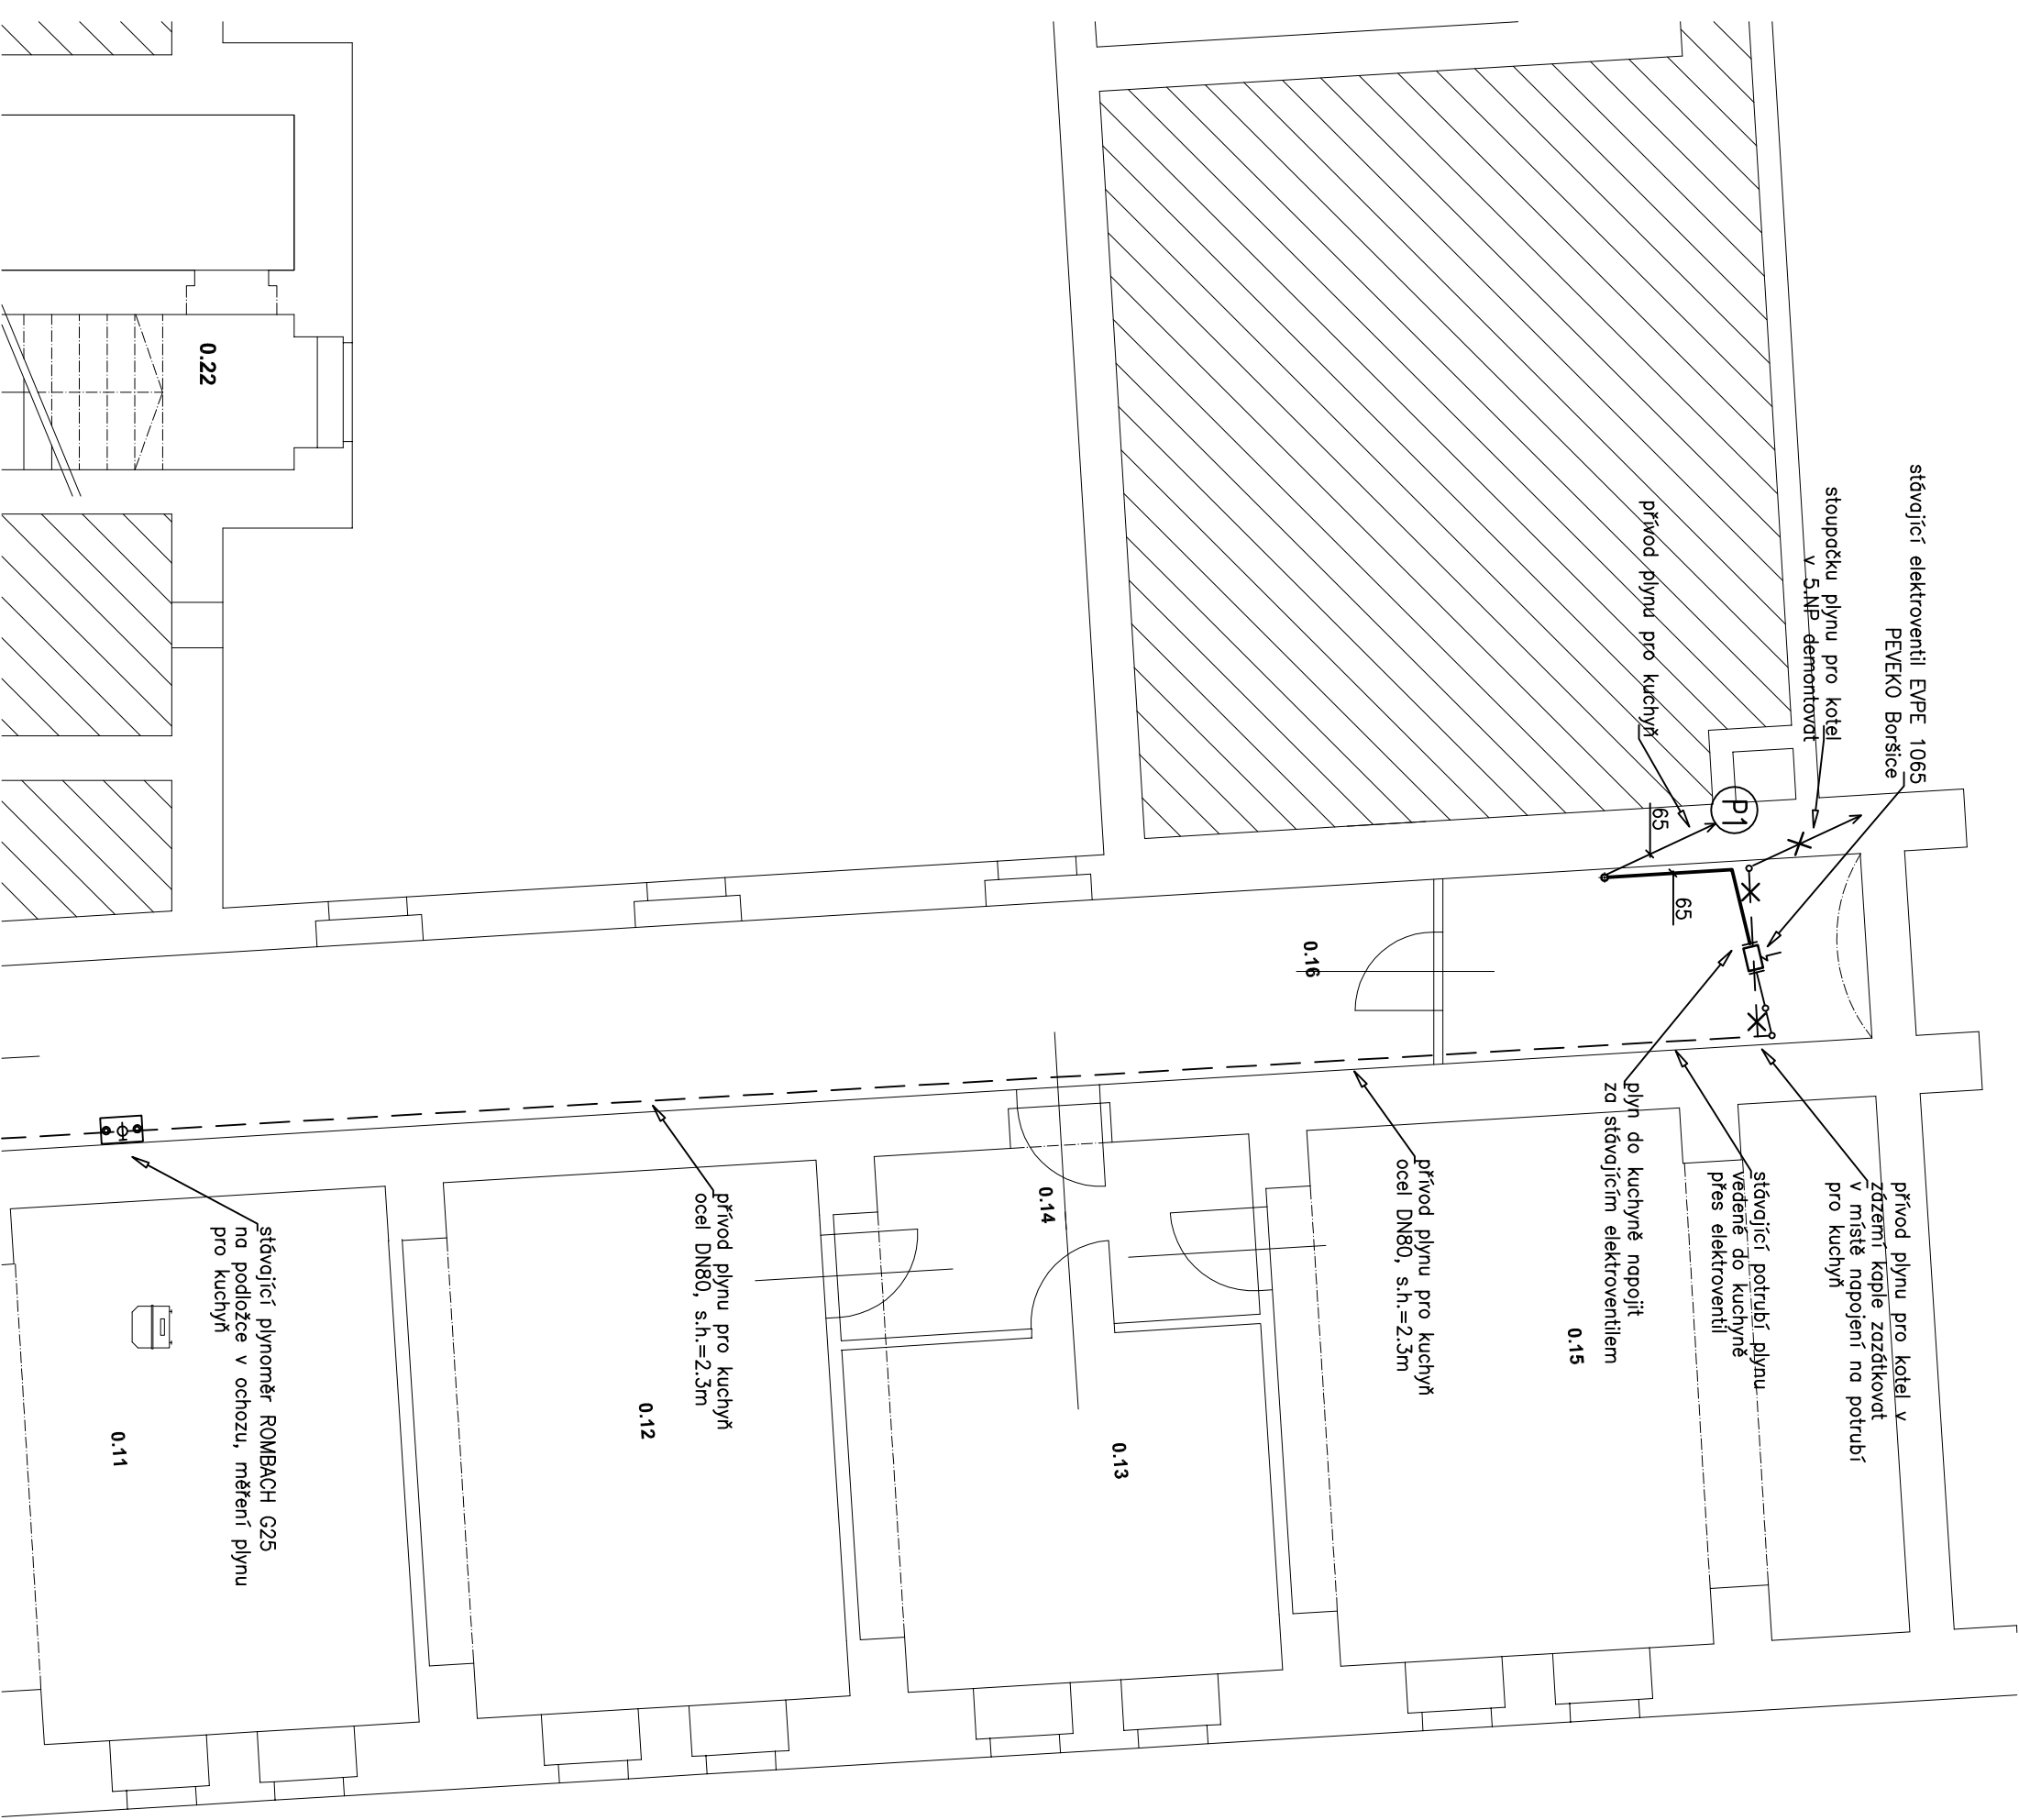 stávající elektroventil EVPE 1065
PEVEKO Boršice
stoupačku plynu pro kotel
v 5.NP demontovat
přívod plynu pro kuchyň
P1
65
65
0.22
0.16
přívod plynu pro kotel v
zázemí kaple zazátkovat
v místě napojení na potrubí
pro kuchyň
stávající potrubí plynu
vedené do kuchyně
přes elektroventil
plyn do kuchyně napojit
za stávajícím elektroventilem
0.15
přívod plynu pro kuchyň
ocel DN80, s.h.=2.3m
0.14
0.13
přívod plynu pro kuchyň
ocel DN80, s.h.=2.3m
0.12
stávající plynoměr ROMBACH G25
na podložce v ochozu, měření plynu
pro kuchyň
0.11